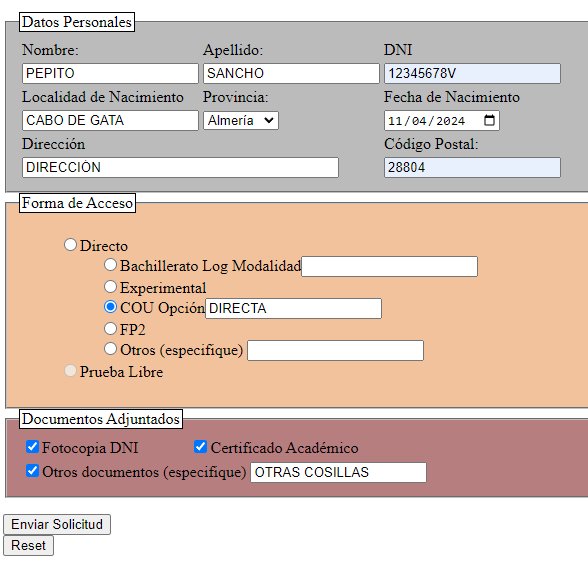 Datos Personales
Nombre: Apellido: DNI
PEPITO SANCHO 12345678V
Localidad de Nacimiento Provincia: Fecha de Nacimiento
CABO DE GATA Almería 11/04/2024
Dirección Código Postal:
DIRECCIÓN 28804
Forma de Acceso
Directo
Bachillerato Log Modalidad
Experimental
COU Opción DIRECTA
FP2
Otros (especifique)
Prueba Libre
Documentos Adjuntados
Fotocopia DNI Certificado Académico
Otros documentos (especifique) OTRAS COSILLAS
Enviar Solicitud
Reset